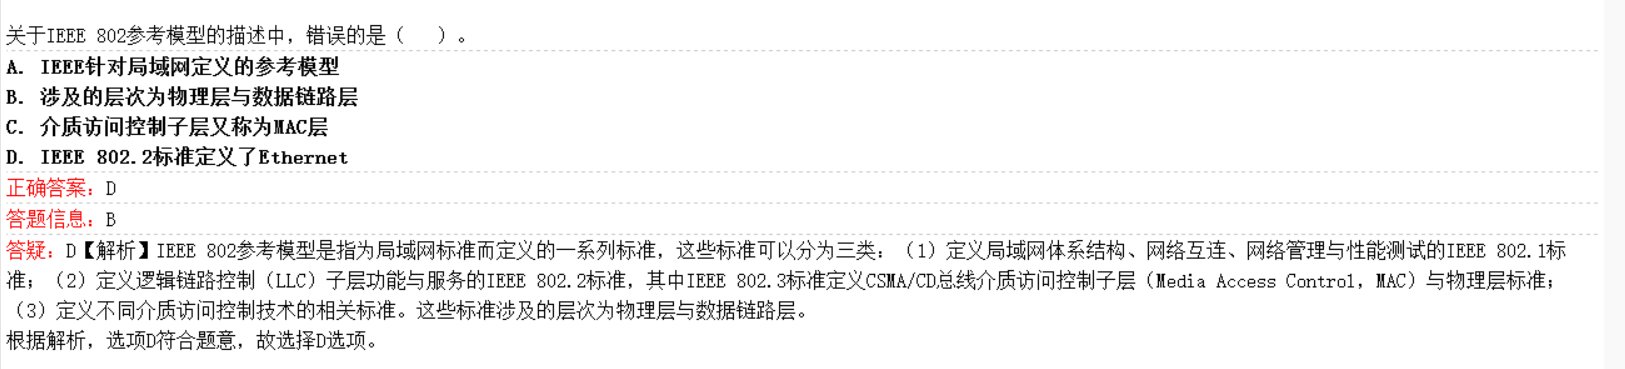 关于IEEE 802参考模型的描述中，错误的是（　）。
A. IEEE针对局域网定义的参考模型
B. 涉及的层次为物理层与数据链路层
C. 介质访问控制子层又称为MAC层
D. IEEE 802.2标准定义了Ethernet
正确答案：D
答题信息：B
答疑：D【解析】IEEE 802参考模型是指为局域网标准而定义的一系列标准，这些标准可以分为三类：（1）定义局域网体系结构、网络互连、网络管理与性能测试的IEEE 802.1标
准；（2）定义逻辑链路控制（LLC）子层功能与服务的IEEE 802.2标准，其中IEEE 802.3标准定义CSMA/CD总线介质访问控制子层（Media Access Control，MAC）与物理层标准；
（3）定义不同介质访问控制技术的相关标准。这些标准涉及的层次为物理层与数据链路层。
根据解析，选项D符合题意，故选择D选项。